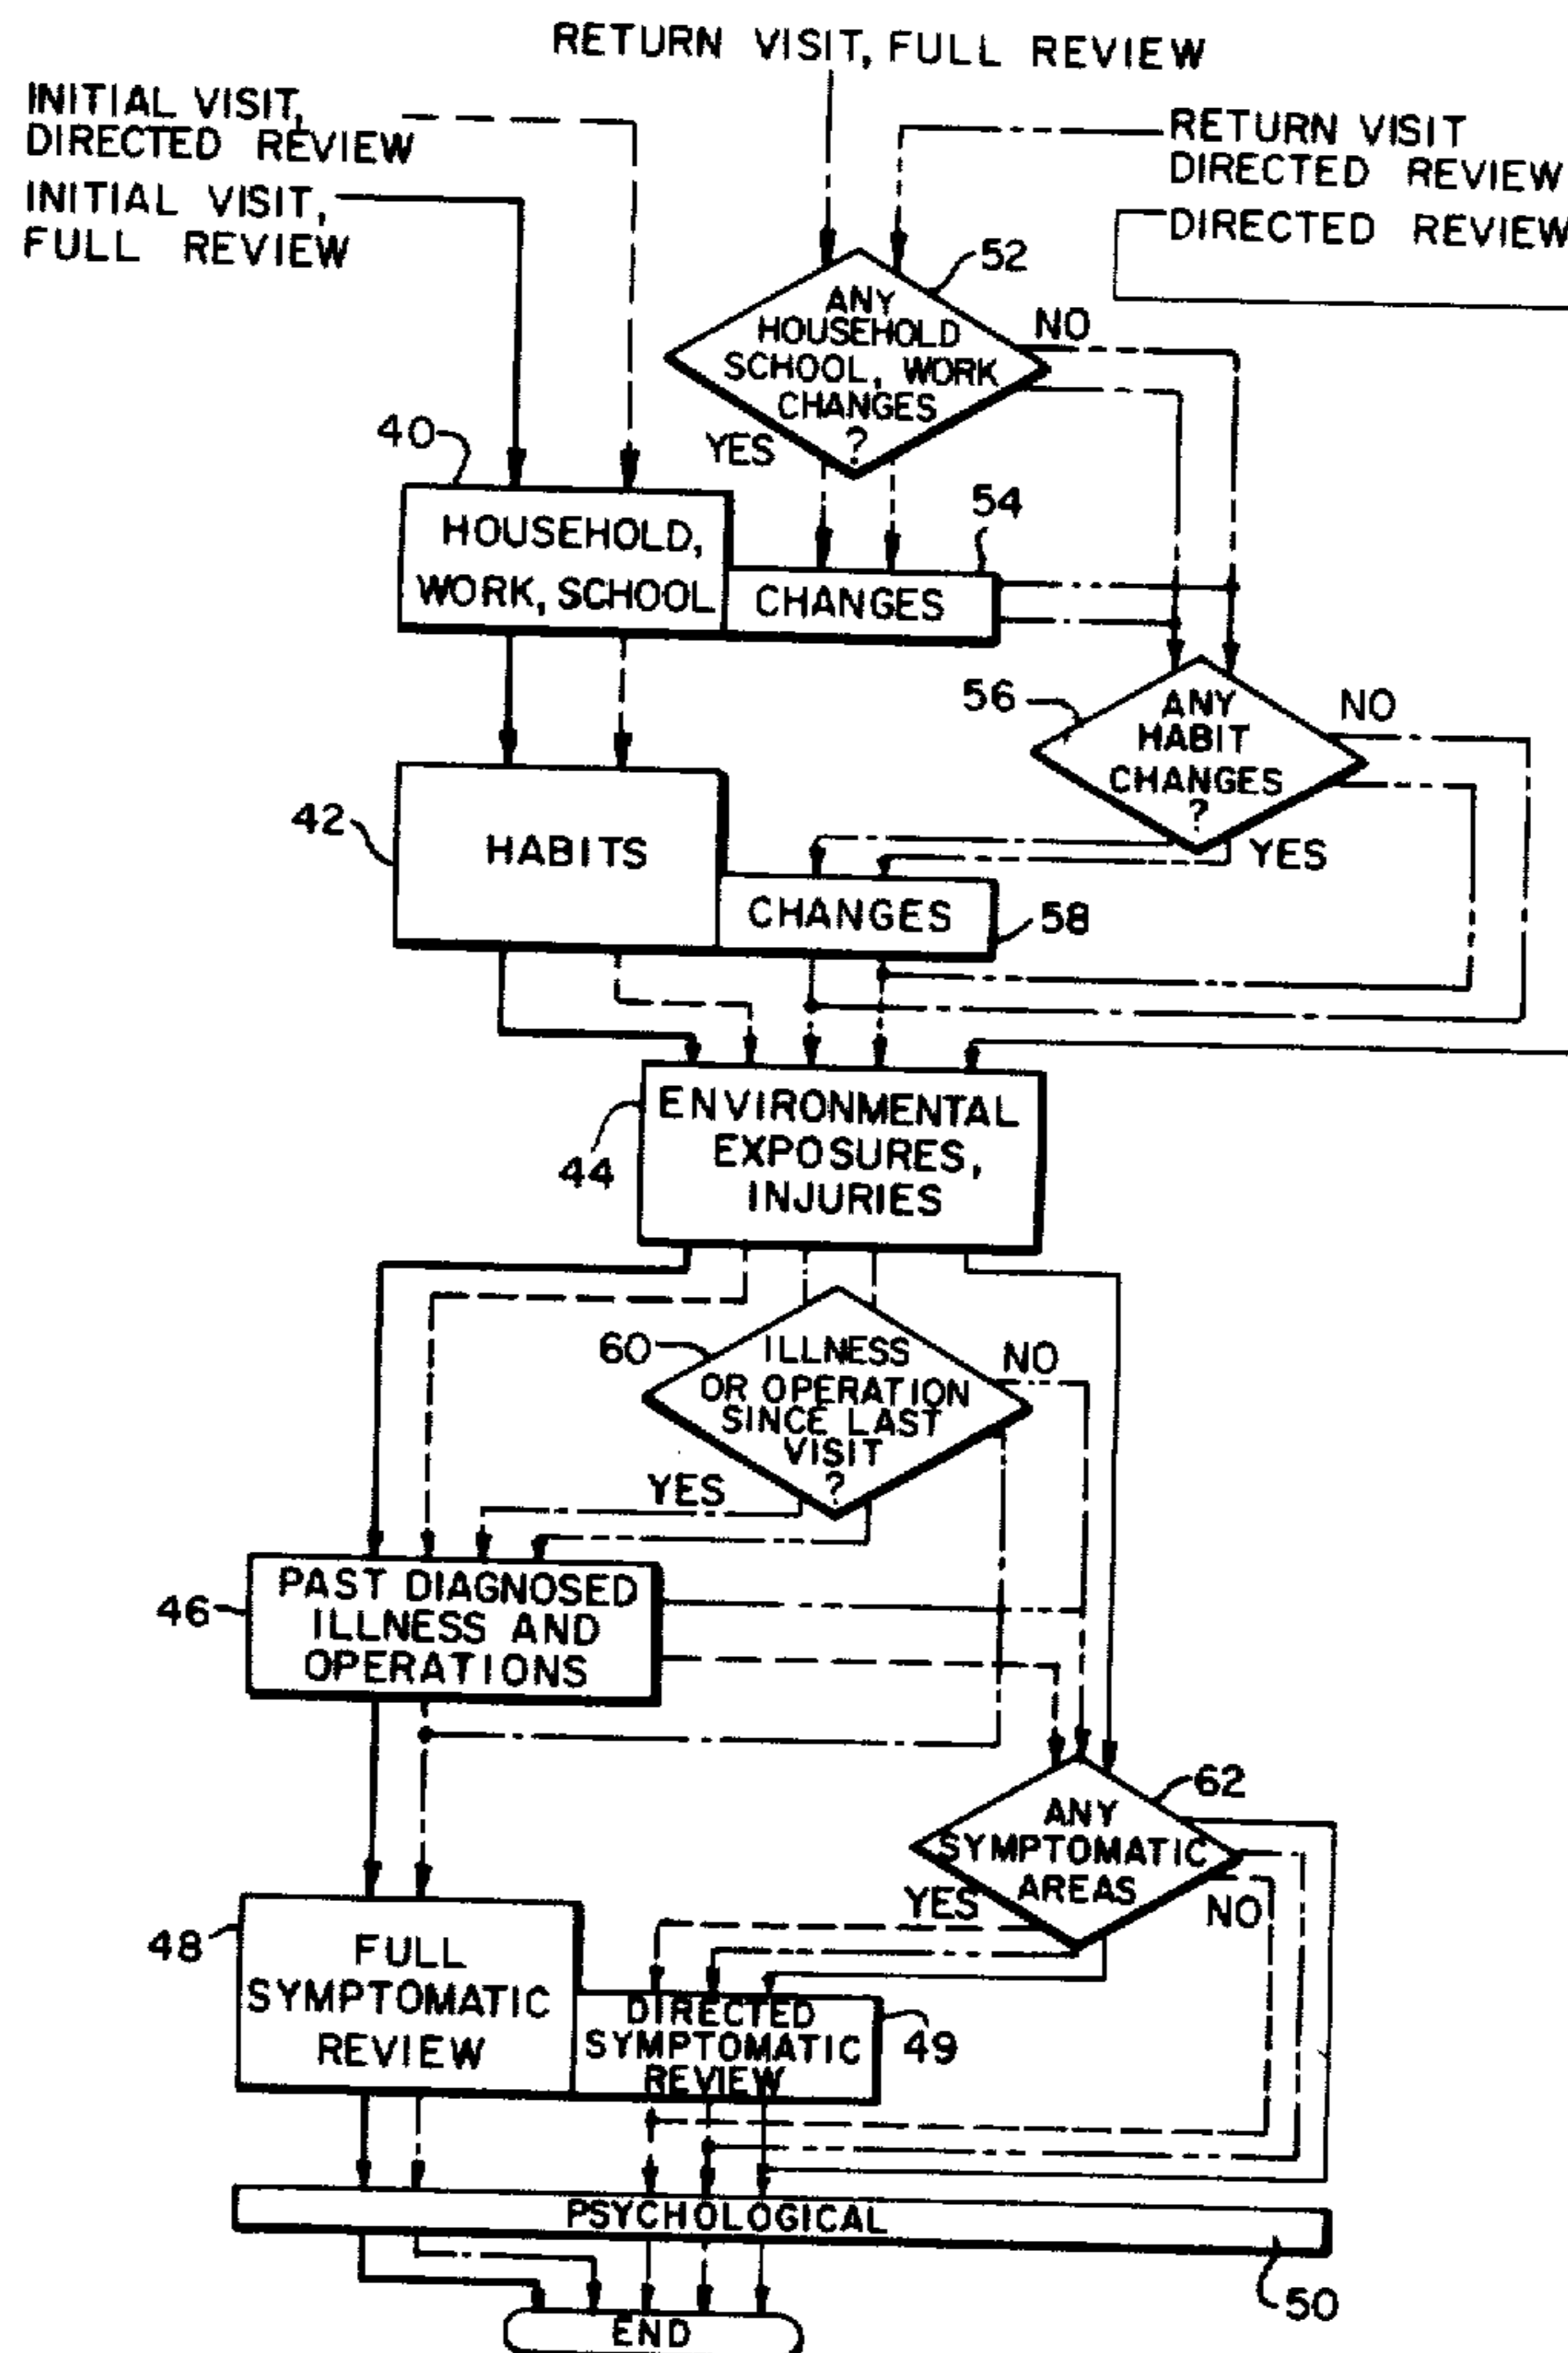 RETURN VISIT, FULL REVIEW
INITIAL VISIT,
DIRECTED REVIEW
INITIAL VISIT,
FULL REVIEW
RETURN VISIT
DIRECTED REVIEW
DIRECTED REVIEW
52
ANY
HOUSEHOLD
SCHOOL, WORK
CHANGES
?
NO
YES
40
HOUSEHOLD,
WORK, SCHOOL
54
CHANGES
56
ANY
HABIT
CHANGES
?
NO
YES
42
HABITS
CHANGES
58
44
ENVIRONMENTAL
EXPOSURES,
INJURIES
60
ILLNESS
OR OPERATION
SINCE LAST
VISIT
?
NO
YES
46
PAST DIAGNOSED
ILLNESS AND
OPERATIONS
62
ANY
SYMPTOMATIC
AREAS
YES
NO
48
FULL
SYMPTOMATIC
REVIEW
DIRECTED
SYMPTOMATIC
REVIEW
49
PSYCHOLOGICAL
50
END